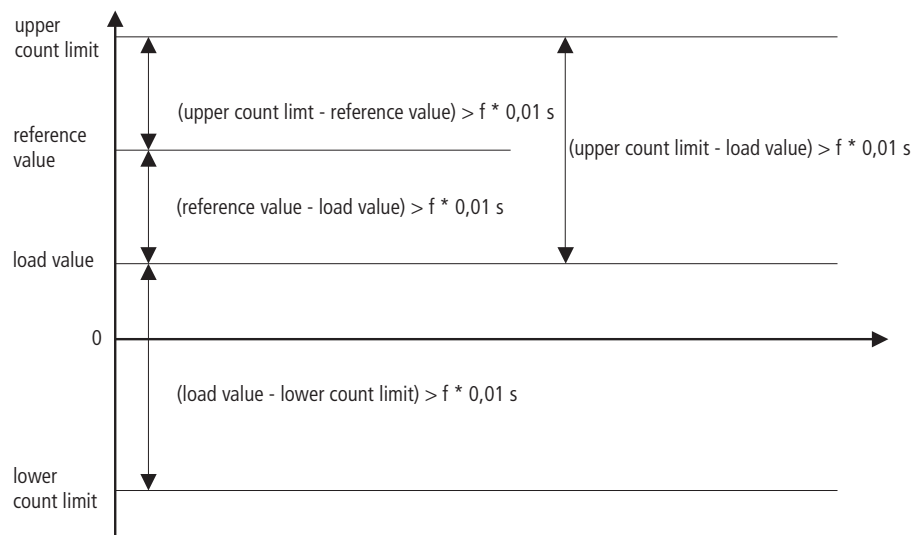 upper
count limit
(upper count limt - reference value) > f * 0,01 s
reference
value
(upper count limit - load value) > f * 0,01 s
(reference value - load value) > f * 0,01 s
load value
0
(load value - lower count limit) > f * 0,01 s
lower
count limit